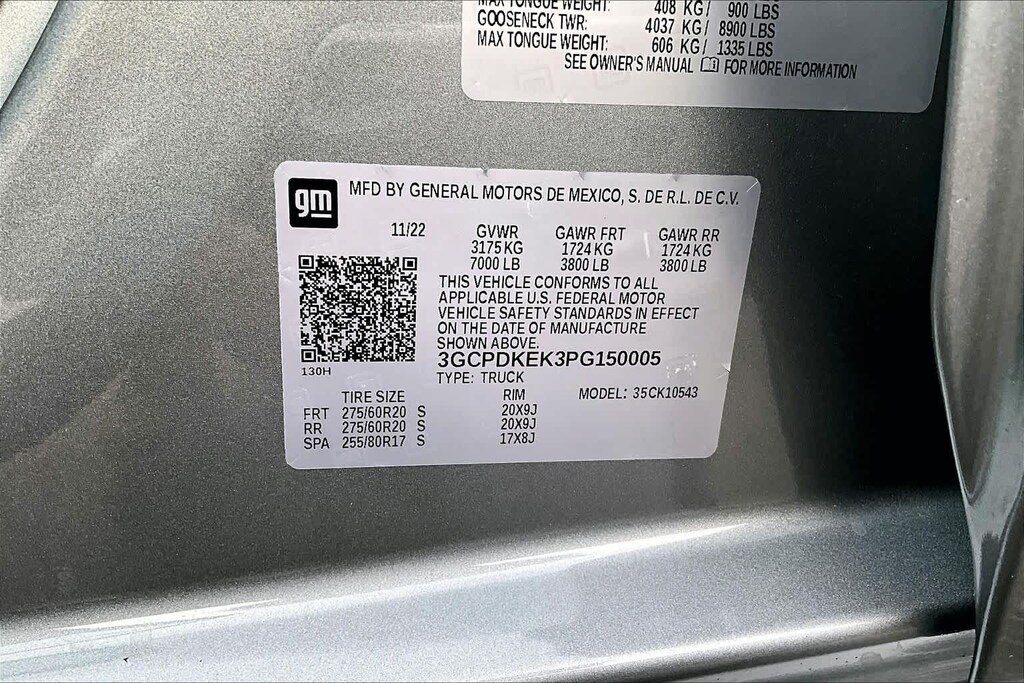 MAX TONGUE WEIGHT: 408 KG/ 900 LBS
GOOSENECK TWR: 4037 KG/ 8900 LBS
MAX TONGUE WEIGHT: 606 KG/ 1335 LBS
SEE OWNER'S MANUAL FOR MORE INFORMATION
gm MFD BY GENERAL MOTORS DE MEXICO, S. DE R.L. DE C.V.
11/22 GVWR GAWR FRT GAWR RR
3175 KG 1724 KG 1724 KG
7000 LB 3800 LB 3800 LB
THIS VEHICLE CONFORMS TO ALL
APPLICABLE U.S. FEDERAL MOTOR
VEHICLE SAFETY STANDARDS IN EFFECT
ON THE DATE OF MANUFACTURE
SHOWN ABOVE.
3GCPDKEK3PG150005
130H
TYPE: TRUCK
TIRE SIZE RIM MODEL: 35CK10543
FRT 275/60R20 S 20X9J
RR 275/60R20 S 20X9J
SPA 255/80R17 S 17X8J